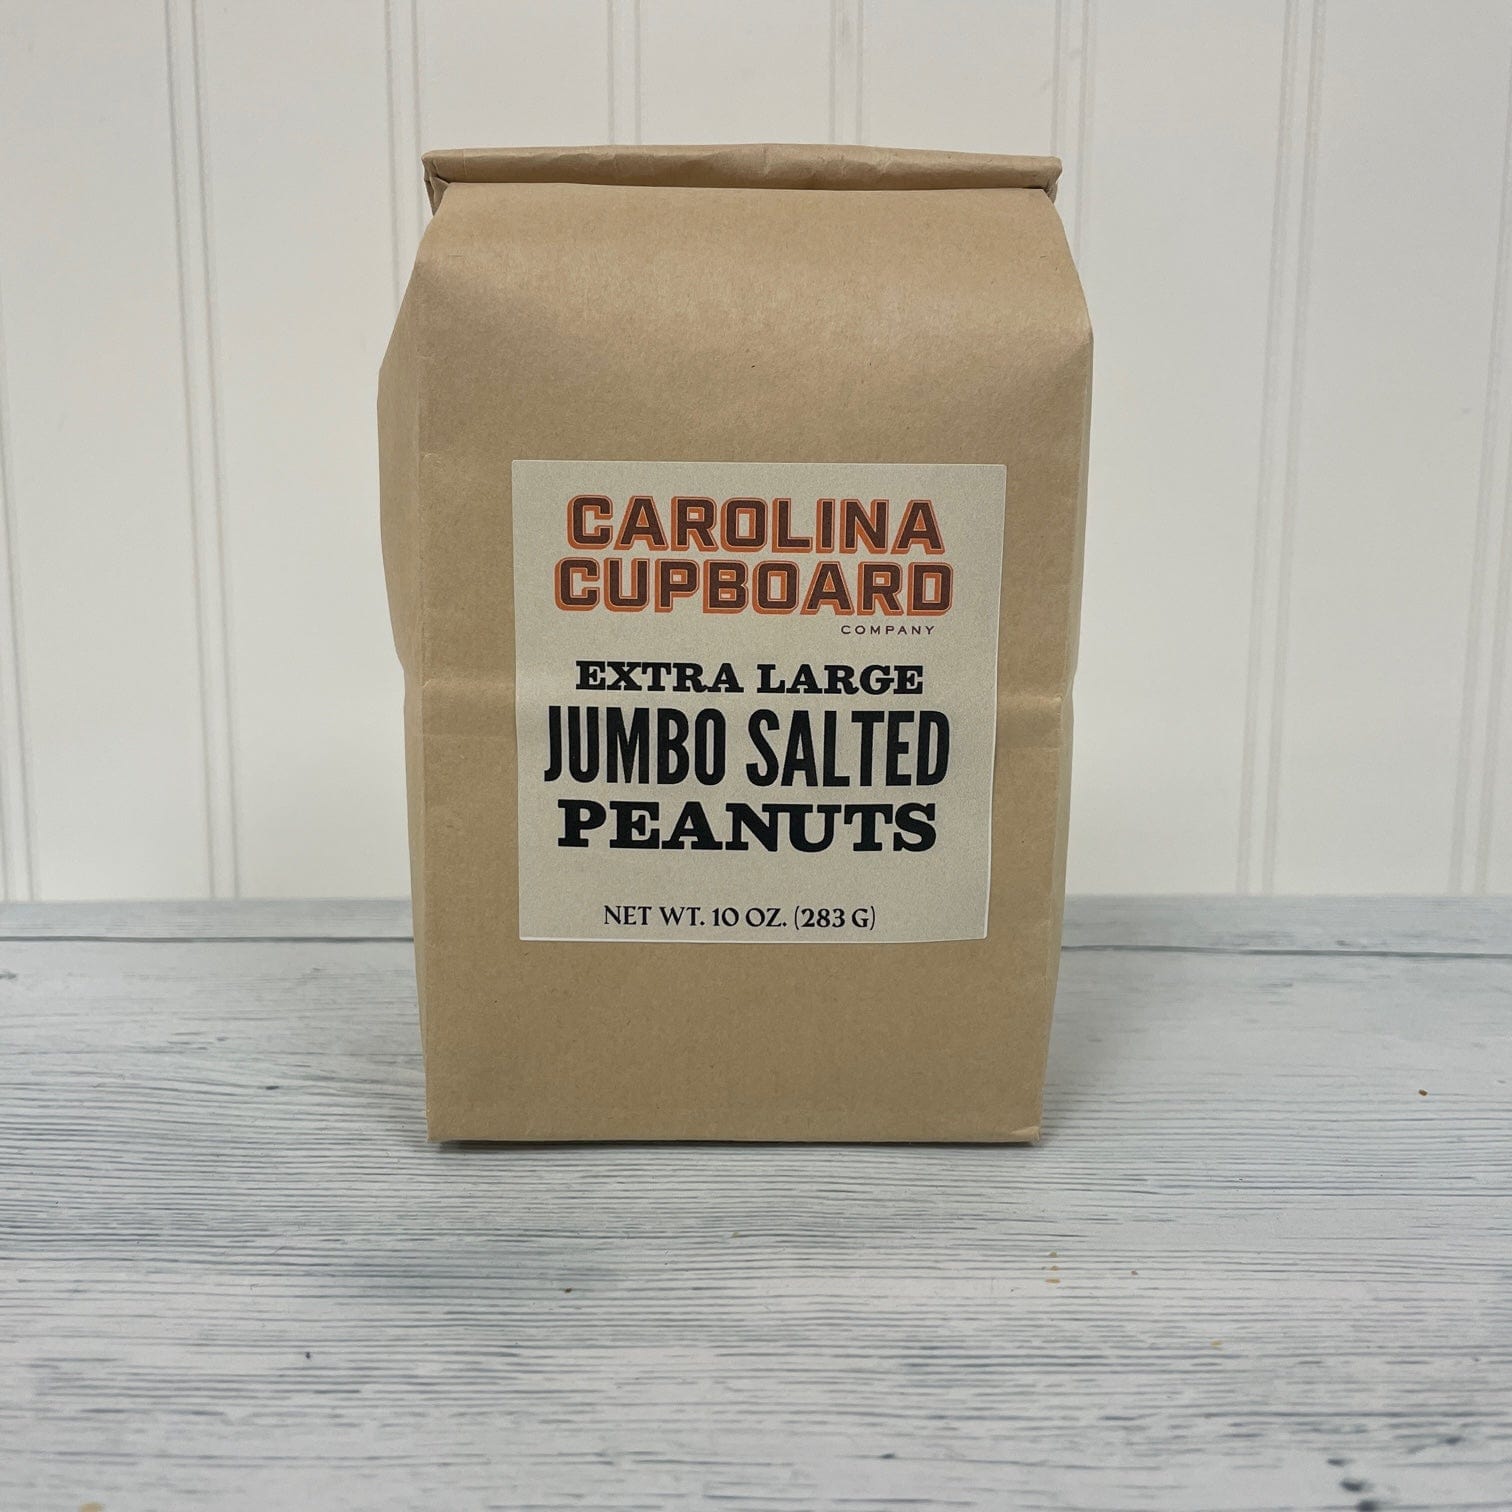 CAROLINA
CUPBOARD
COMPANY
EXTRA LARGE
JUMBO SALTED
PEANUTS
NET WT. 10 OZ. (283 G)